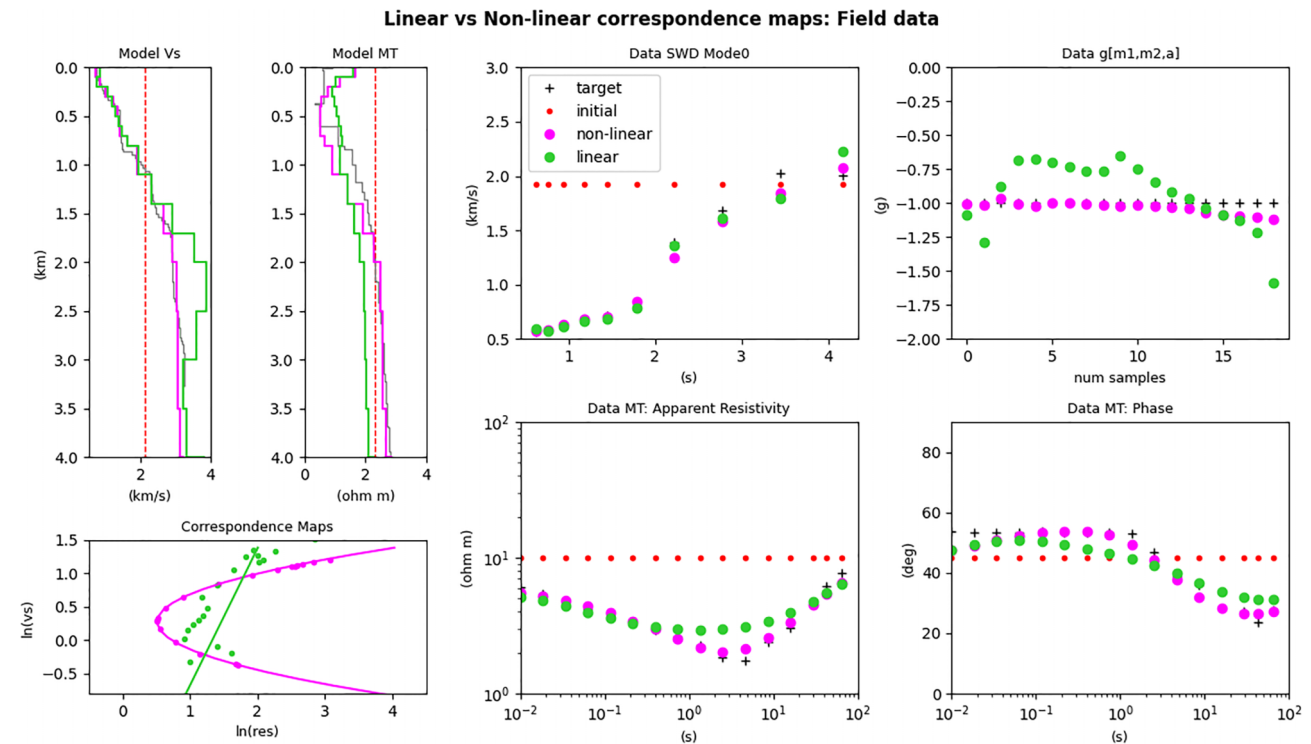 Linear vs Non-linear correspondence maps: Field data
Model Vs
0.0
0.5
1.0
1.5
2.0
2.5
3.0
3.5
4.0
(km)
2 4
(km/s)
Model MT
0.0
0.5
1.0
1.5
2.0
2.5
3.0
3.5
4.0
0 2 4
(ohm m)
Data SWD Mode0
3.0
2.5
2.0
1.5
1.0
0.5
(km/s)
target
initial
non-linear
linear
1 2 3 4
(s)
Data g[m1,m2,a]
0.00
−0.25
−0.50
−0.75
−1.00
−1.25
−1.50
−1.75
−2.00
(g)
0 5 10 15
num samples
Correspondence Maps
1.5
1.0
0.5
0.0
−0.5
ln(vs)
0 1 2 3 4
ln(res)
Data MT: Apparent Resistivity
10²
10¹
10⁰
(ohm m)
10⁻² 10⁻¹ 10⁰ 10¹ 10²
(s)
Data MT: Phase
80
60
40
20
0
(deg)
10⁻² 10⁻¹ 10⁰ 10¹ 10²
(s)